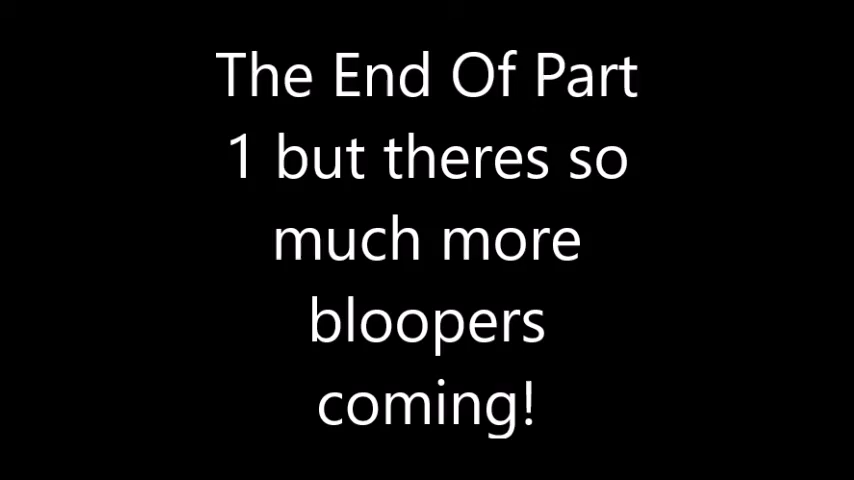 The End Of Part
1 but theres so
much more
bloopers
coming!